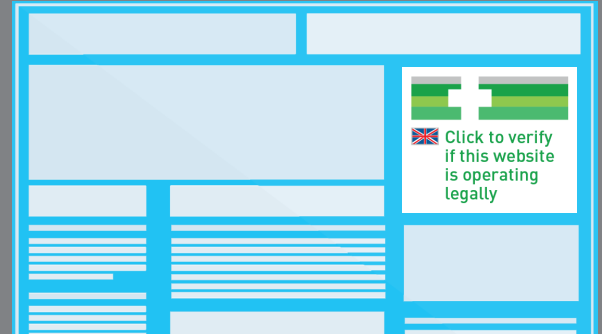 Click to verify
if this website
is operating
legally